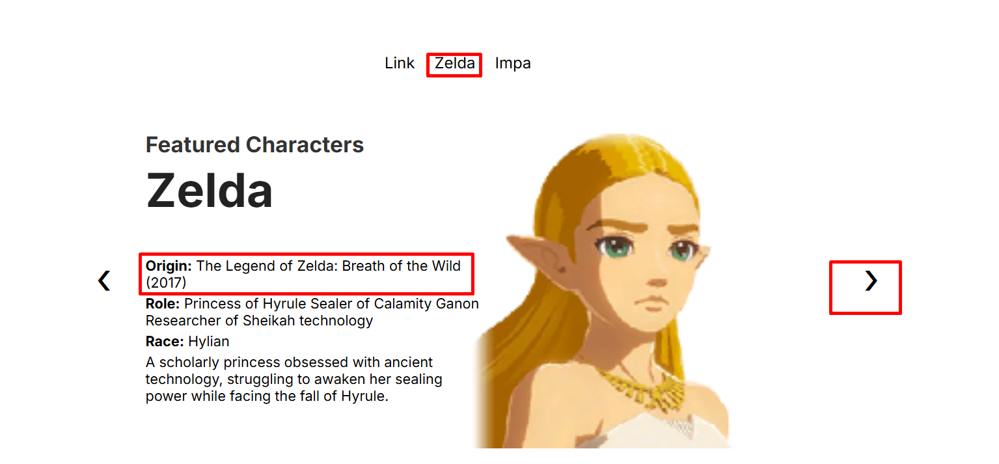 Link Zelda Impa
Featured Characters
Zelda
Origin: The Legend of Zelda: Breath of the Wild
(2017)
Role: Princess of Hyrule Sealer of Calamity Ganon
Researcher of Sheikah technology
Race: Hylian
A scholarly princess obsessed with ancient
technology, struggling to awaken her sealing
power while facing the fall of Hyrule.